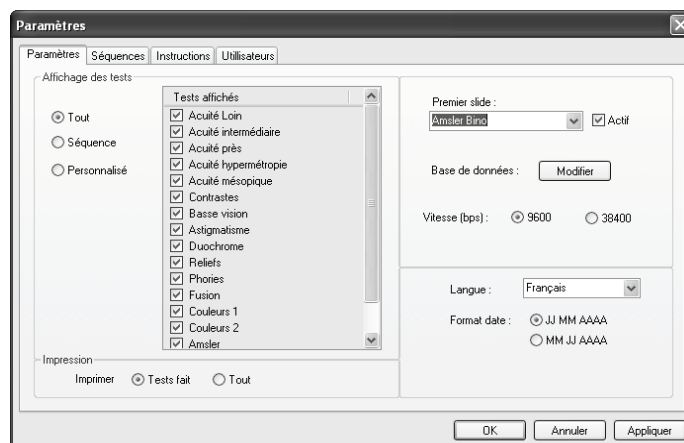 Paramètres
Paramètres Séquences Instructions Utilisateurs
Affichage des tests
Tout
Séquence
Personnalisé
Tests affichés
Acuité Loin
Acuité intermédiaire
Acuité près
Acuité hypermétropie
Acuité mésopique
Contrastes
Basse vision
Astigmatisme
Duochrome
Reliefs
Phories
Fusion
Couleurs 1
Couleurs 2
Amsler
Impression
Imprimer Tests fait Tout
Premier slide :
Amsler Bino Actif
Base de données : Modifier
Vitesse (bps) : 9600 38400
Langue : Français
Format date : JJ MM AAAA
MM JJ AAAA
OK Annuler Appliquer